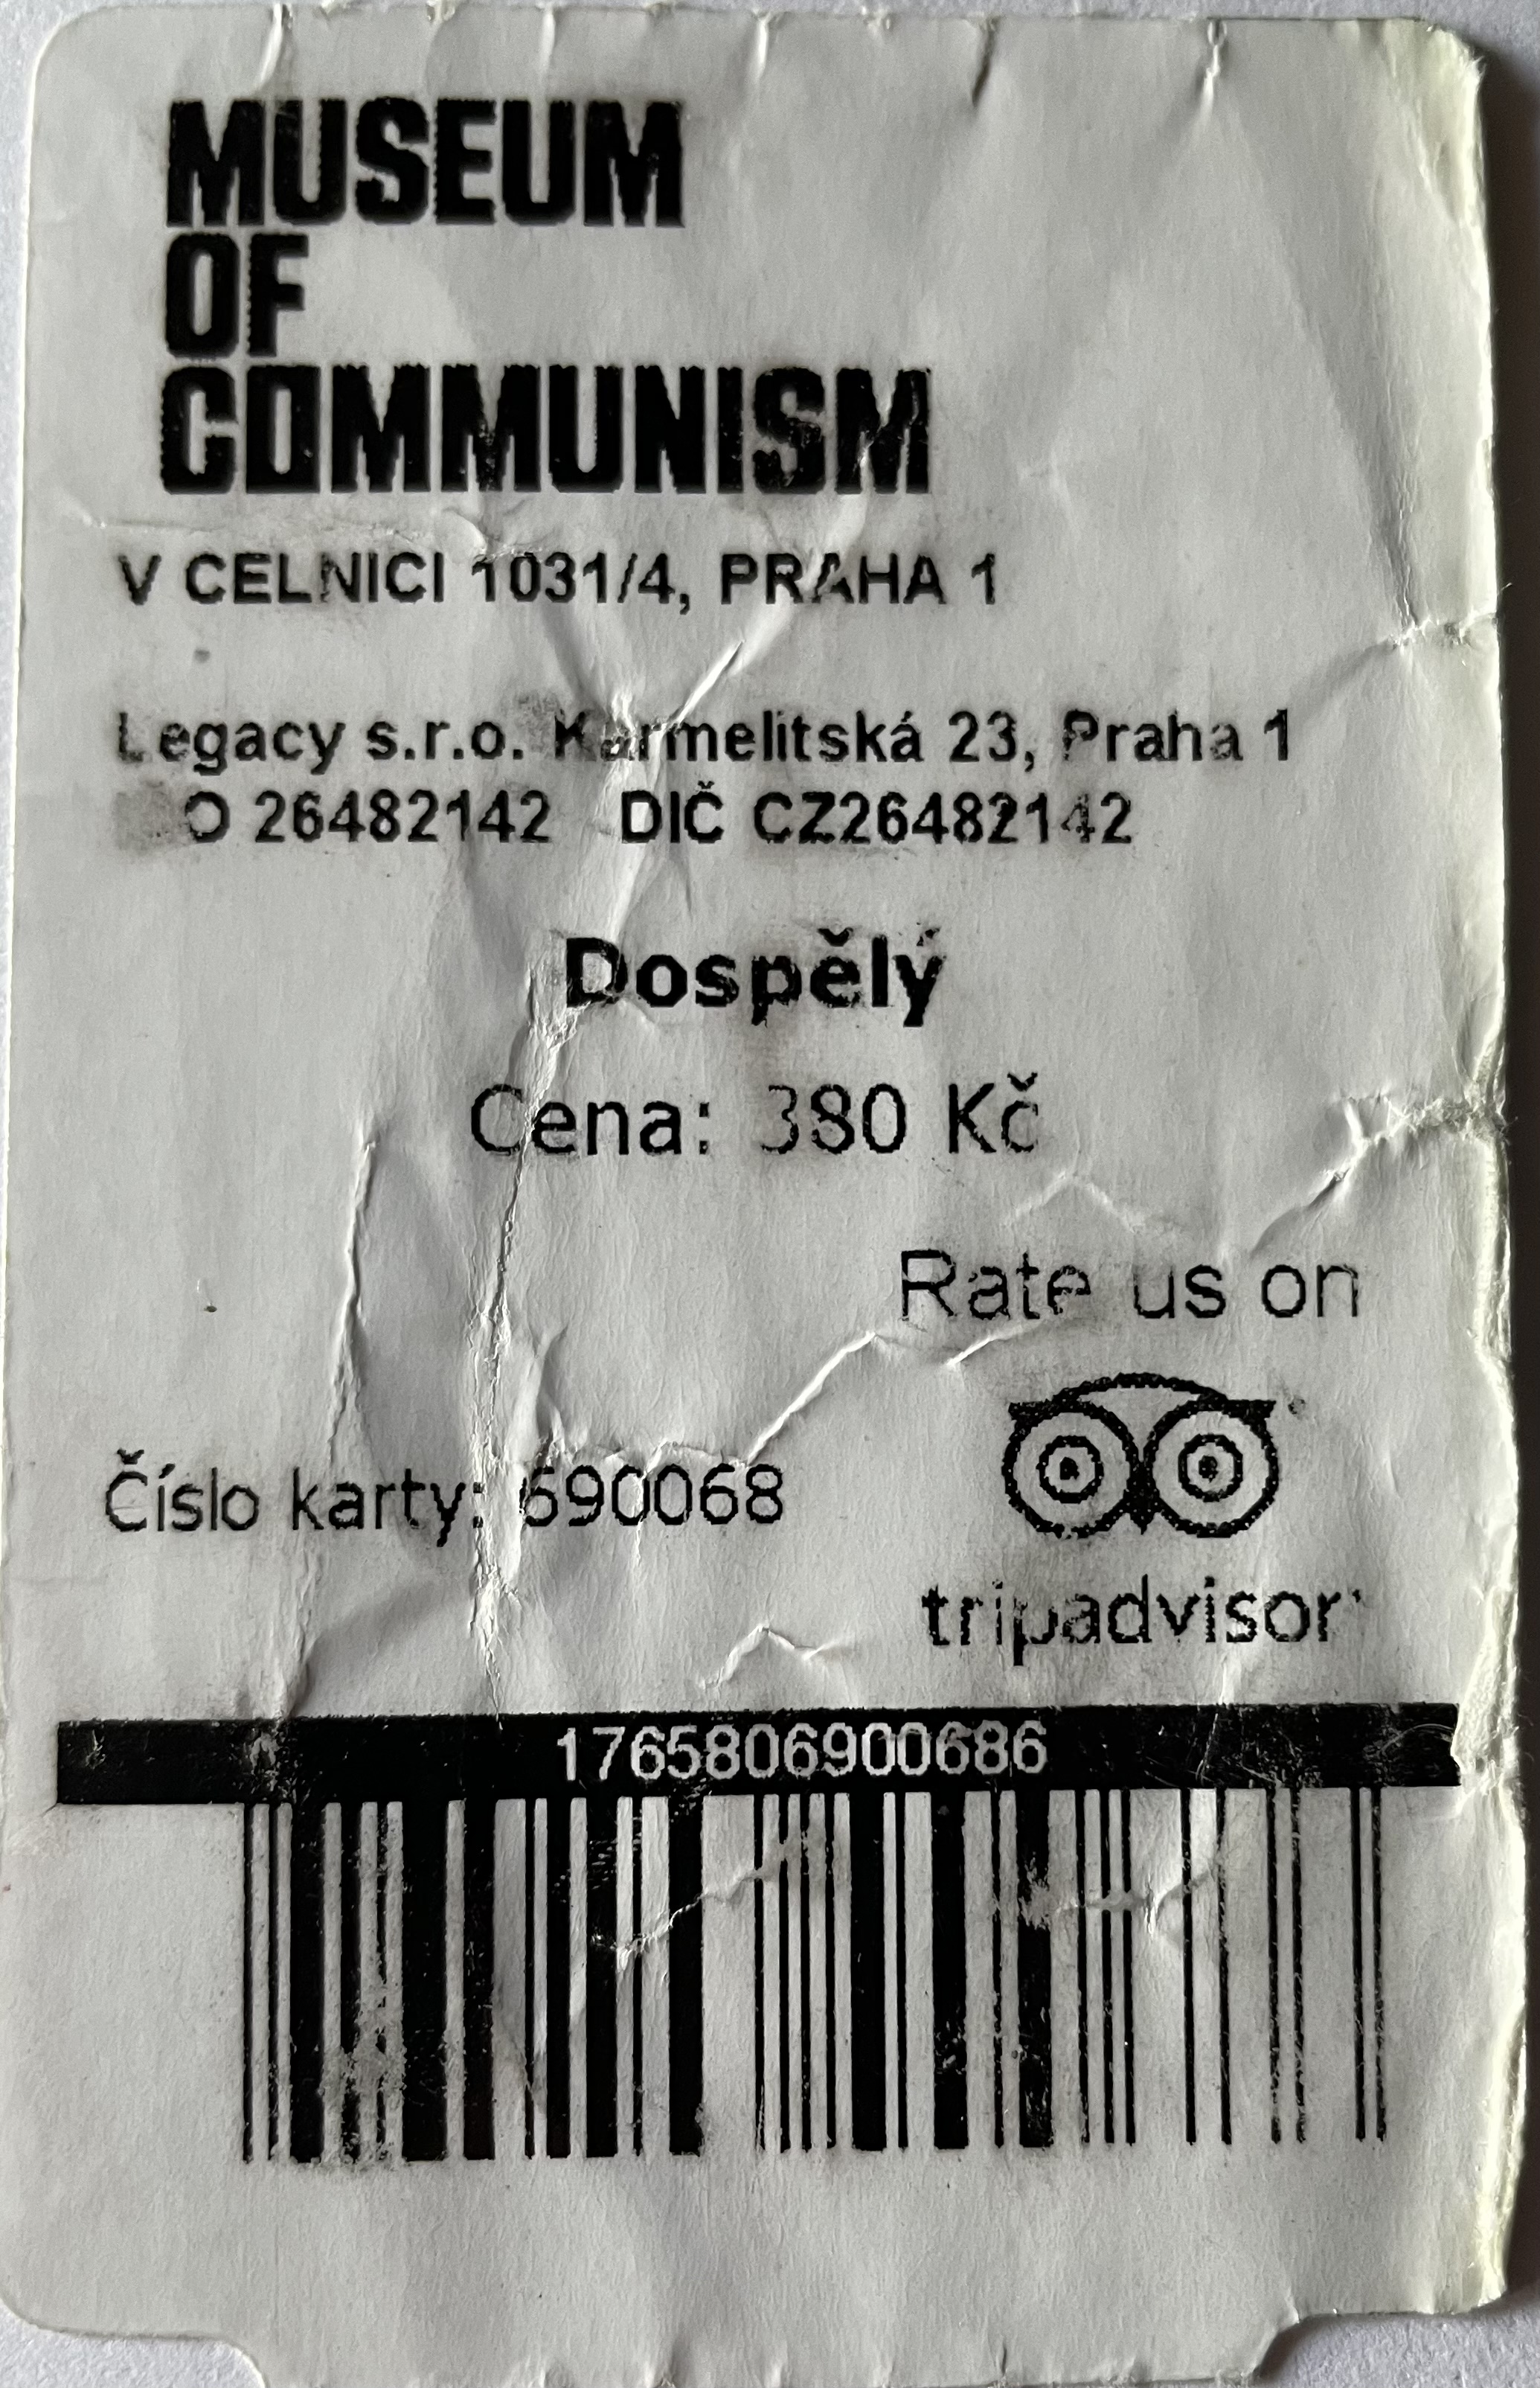 MUSEUM
OF
COMMUNISM
V CELNICI 1031/4, PRAHA 1
Legacy s.r.o. Karmelitská 23, Praha 1
26482142 DIČ CZ26482142
Dospělý
Cena: 380 Kč
Rate us on
Číslo karty: 690068
tripadvisor
1765806900686